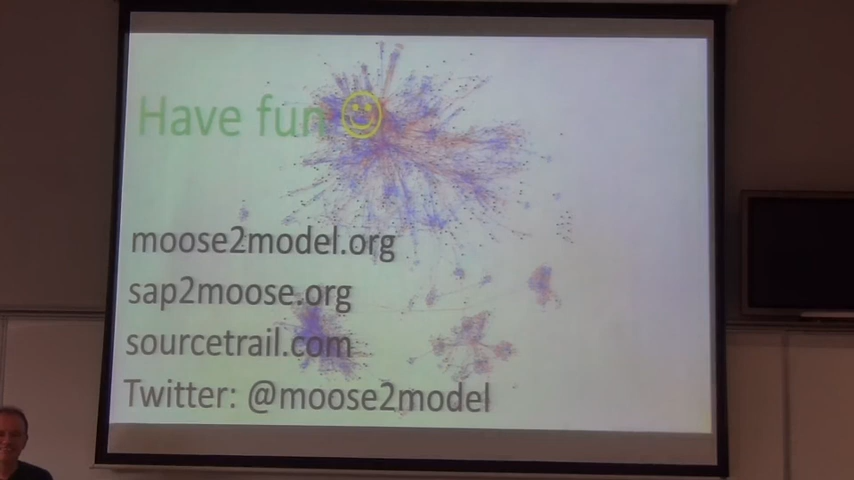 Have fun
moose2model.org
sap2moose.org
sourcetrail.com
Twitter: @moose2model